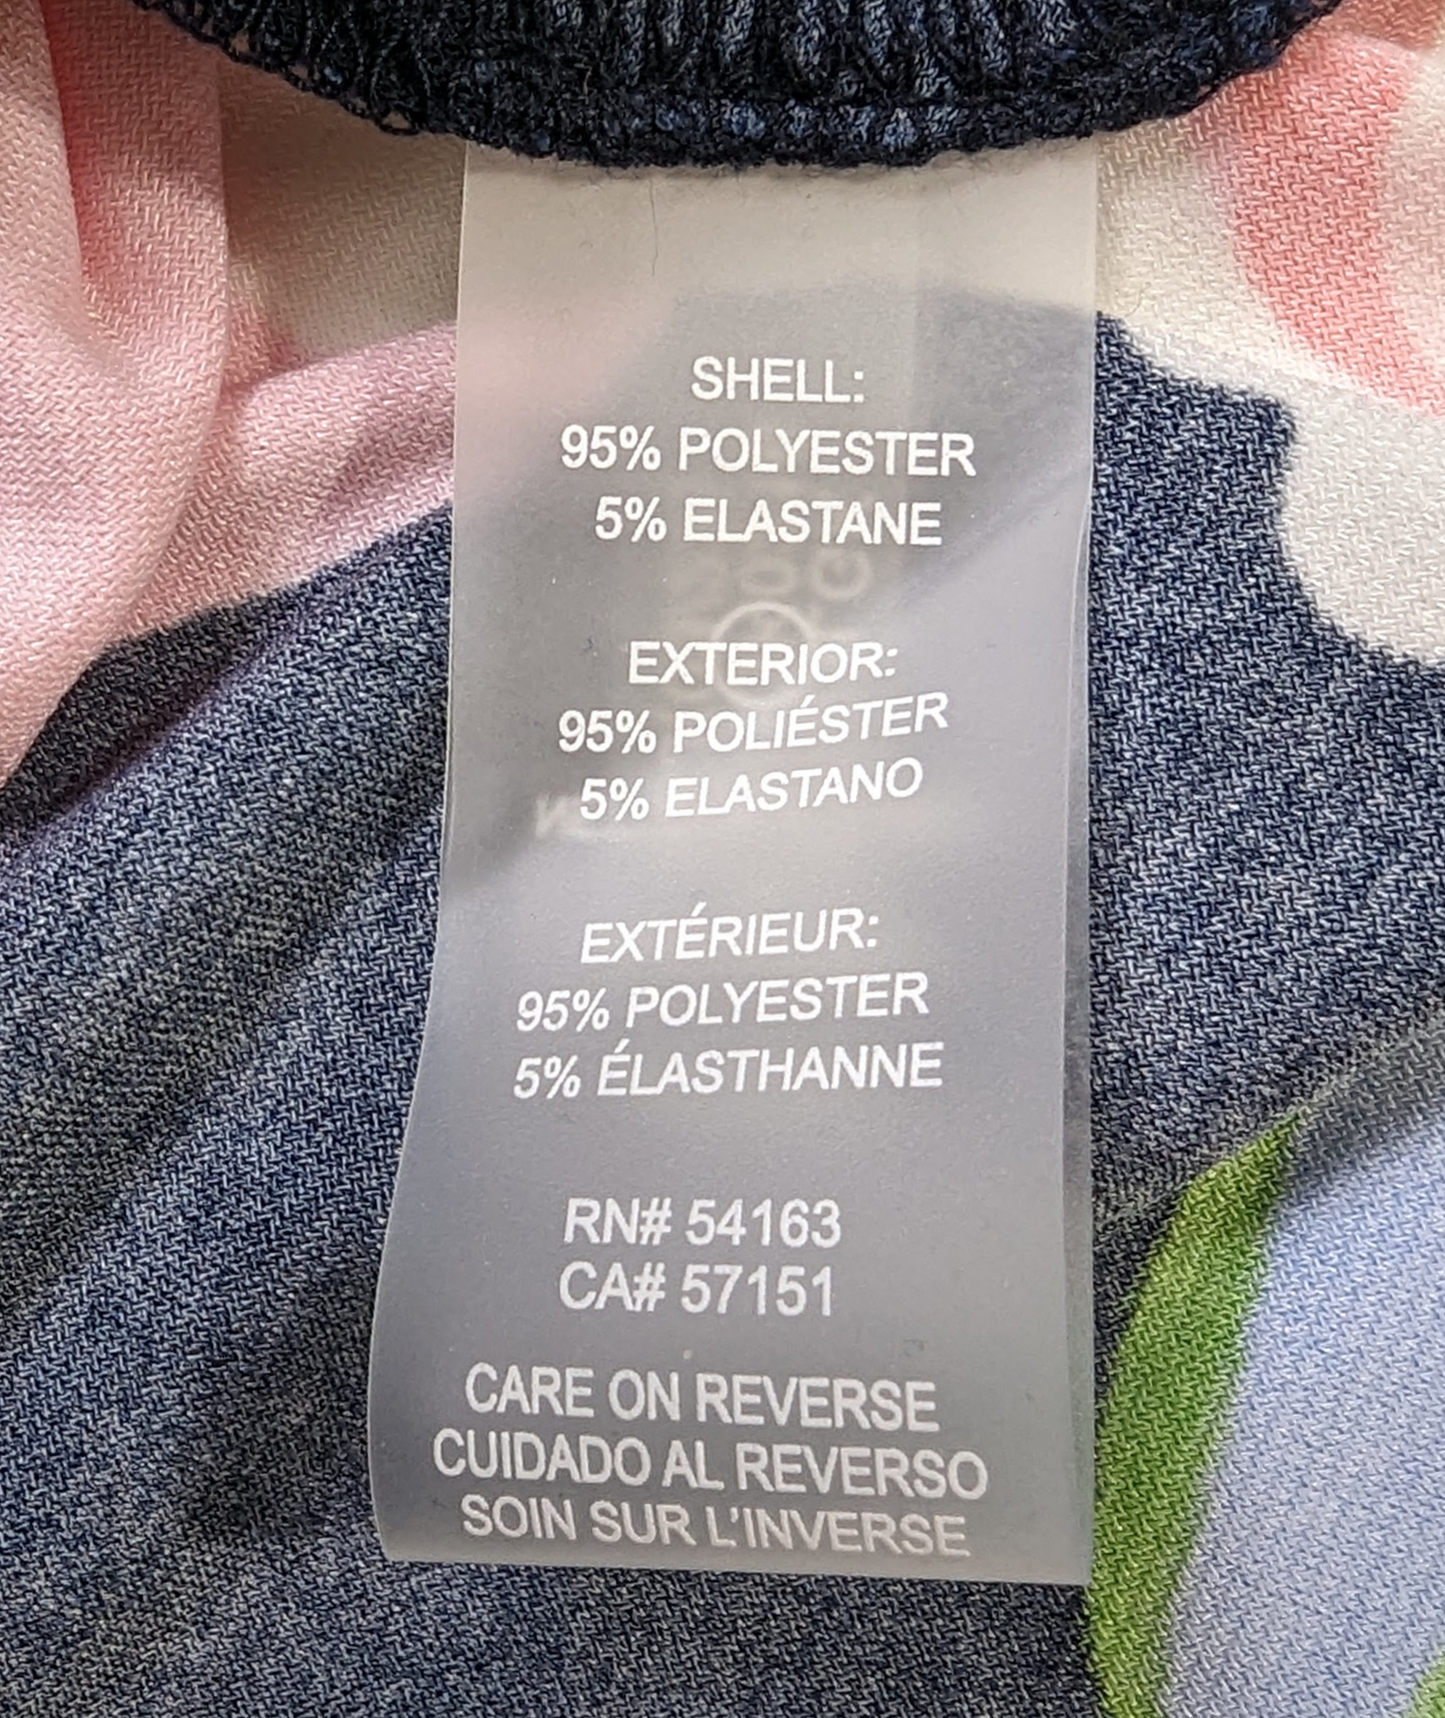 SHELL:
95% POLYESTER
5% ELASTANE
EXTERIOR:
95% POLIÉSTER
5% ELASTANO
EXTÉRIEUR:
95% POLYESTER
5% ÉLASTHANNE
RN# 54163
CA# 57151
CARE ON REVERSE
CUIDADO AL REVERSO
SOIN SUR L'INVERSE